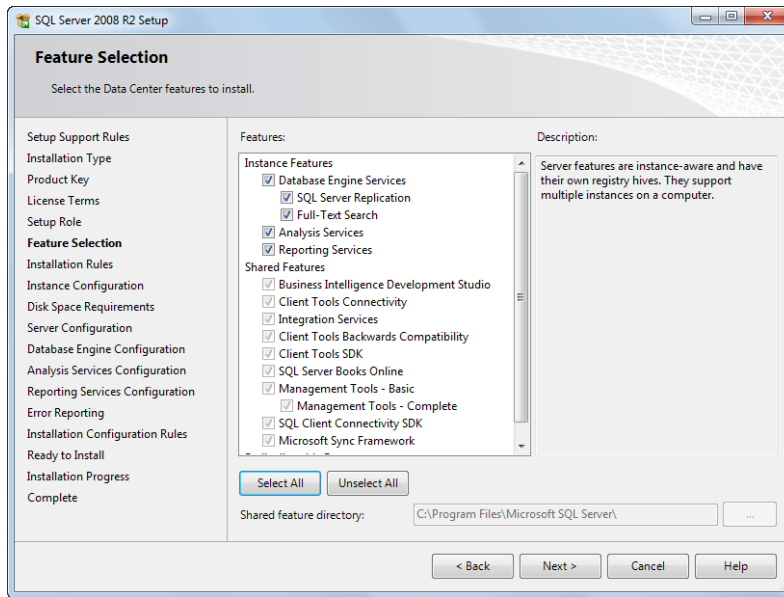 SQL Server 2008 R2 Setup
Feature Selection
Select the Data Center features to install.
Setup Support Rules
Installation Type
Product Key
License Terms
Setup Role
Feature Selection
Installation Rules
Instance Configuration
Disk Space Requirements
Server Configuration
Database Engine Configuration
Analysis Services Configuration
Reporting Services Configuration
Error Reporting
Installation Configuration Rules
Ready to Install
Installation Progress
Complete
Features:
Instance Features
Database Engine Services
SQL Server Replication
Full-Text Search
Analysis Services
Reporting Services
Shared Features
Business Intelligence Development Studio
Client Tools Connectivity
Integration Services
Client Tools Backwards Compatibility
Client Tools SDK
SQL Server Books Online
Management Tools - Basic
Management Tools - Complete
SQL Client Connectivity SDK
Microsoft Sync Framework
Select All
Unselect All
Shared feature directory:
C:\Program Files\Microsoft SQL Server\
...
Description:
Server features are instance-aware and have
their own registry hives. They support
multiple instances on a computer.
< Back
Next >
Cancel
Help